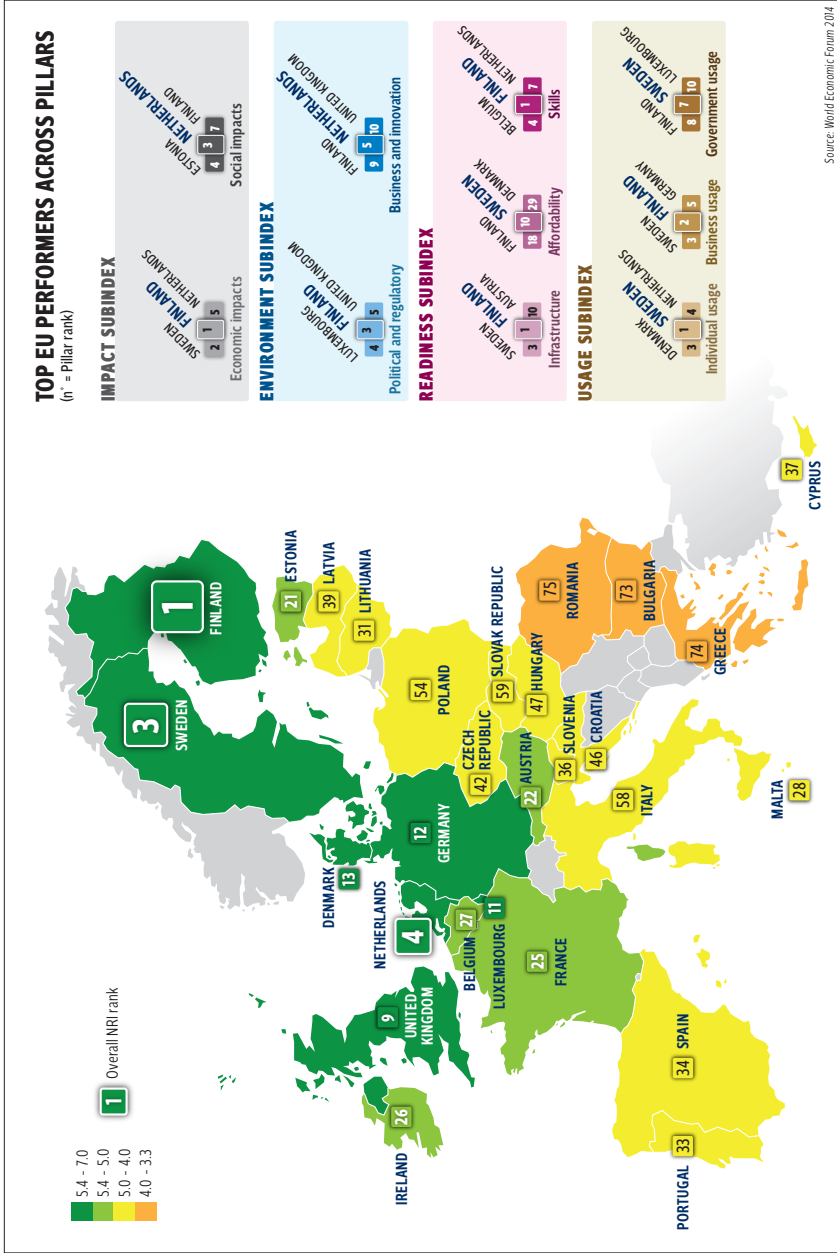 5.4 - 7.0
5.4 - 5.0
5.0 - 4.0
4.0 - 3.3
1
Overall NRI rank
1
FINLAND
3
SWEDEN
ESTONIA
21
39
LATVIA
31
LITHUANIA
DENMARK
13
NETHERLANDS
4
9
UNITED
KINGDOM
26
IRELAND
12
GERMANY
54
POLAND
BELGIUM
27
LUXEMBOURG
11
CZECH
REPUBLIC
42
SLOVAK REPUBLIC
59
AUSTRIA
22
47
HUNGARY
25
FRANCE
36
SLOVENIA
46
CROATIA
75
ROMANIA
73
BULGARIA
58
ITALY
74
GREECE
34
SPAIN
33
PORTUGAL
MALTA
28
37
CYPRUS
TOP EU PERFORMERS ACROSS PILLARS
(n° = Pillar rank)
IMPACT SUBINDEX
SWEDEN
FINLAND
NETHERLANDS
2 1 5
Economic impacts
ESTONIA
NETHERLANDS
FINLAND
4 3 7
Social impacts
ENVIRONMENT SUBINDEX
LUXEMBOURG
FINLAND
UNITED KINGDOM
4 3 5
Political and regulatory
FINLAND
NETHERLANDS
UNITED KINGDOM
9 5 10
Business and innovation
READINESS SUBINDEX
SWEDEN
FINLAND
AUSTRIA
3 1 10
Infrastructure
FINLAND
SWEDEN
DENMARK
18 10 29
Affordability
BELGIUM
FINLAND
NETHERLANDS
4 1 7
Skills
USAGE SUBINDEX
DENMARK
SWEDEN
NETHERLANDS
3 1 4
Individual usage
SWEDEN
FINLAND
GERMANY
3 2 5
Business usage
FINLAND
SWEDEN
LUXEMBOURG
8 7 10
Government usage
Source: World Economic Forum 2014